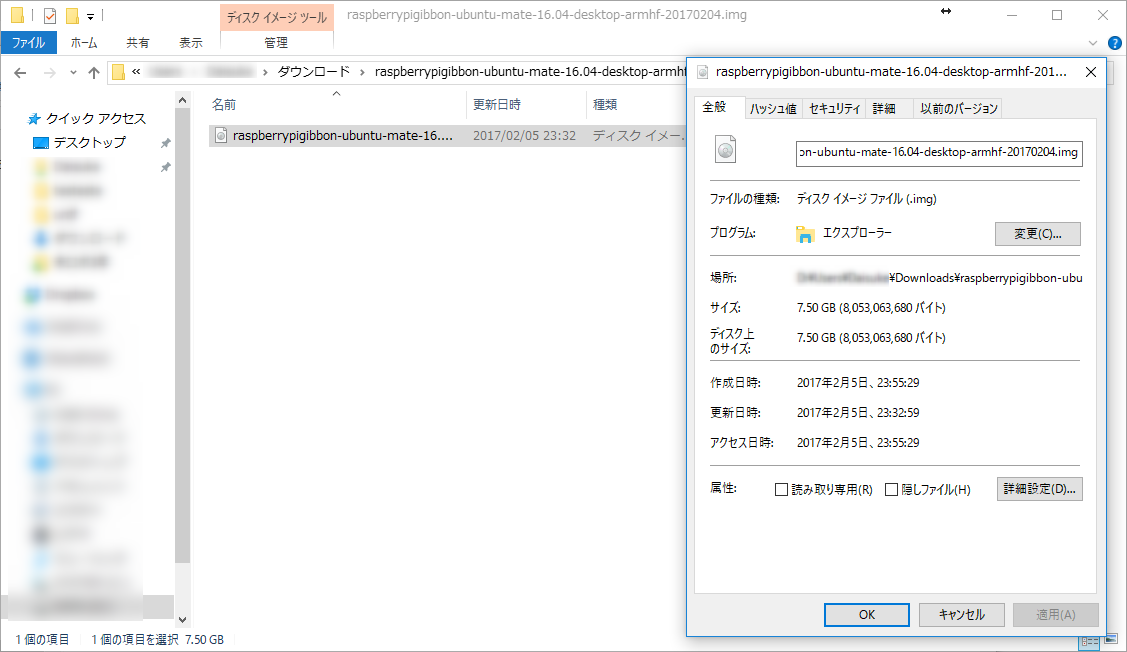 ディスク イメージ ツール
raspberrypigibbon-ubuntu-mate-16.04-desktop-armhf-20170204.img
ファイル
ホーム
共有
表示
管理
«
ダウンロード
raspberrypigibbon-ubuntu-mate-16.04-desktop-armhf
クイック アクセス
デスクトップ
名前
更新日時
種類
raspberrypigibbon-ubuntu-mate-16....
2017/02/05 23:32
ディスク イメー...
raspberrypigibbon-ubuntu-mate-16.04-desktop-armhf-201...
全般
ハッシュ値
セキュリティ
詳細
以前のバージョン
on-ubuntu-mate-16.04-desktop-armhf-20170204.img
ファイルの種類:
ディスク イメージ ファイル (.img)
プログラム:
エクスプローラー
変更(C)...
場所:
¥Downloads¥raspberrypigibbon-ubu
サイズ:
7.50 GB (8,053,063,680 バイト)
ディスク上
のサイズ:
7.50 GB (8,053,063,680 バイト)
作成日時:
2017年2月5日、23:55:29
更新日時:
2017年2月5日、23:32:59
アクセス日時:
2017年2月5日、23:55:29
属性:
読み取り専用(R)
隠しファイル(H)
詳細設定(D)...
OK
キャンセル
適用(A)
1 個の項目
1 個の項目を選択 7.50 GB